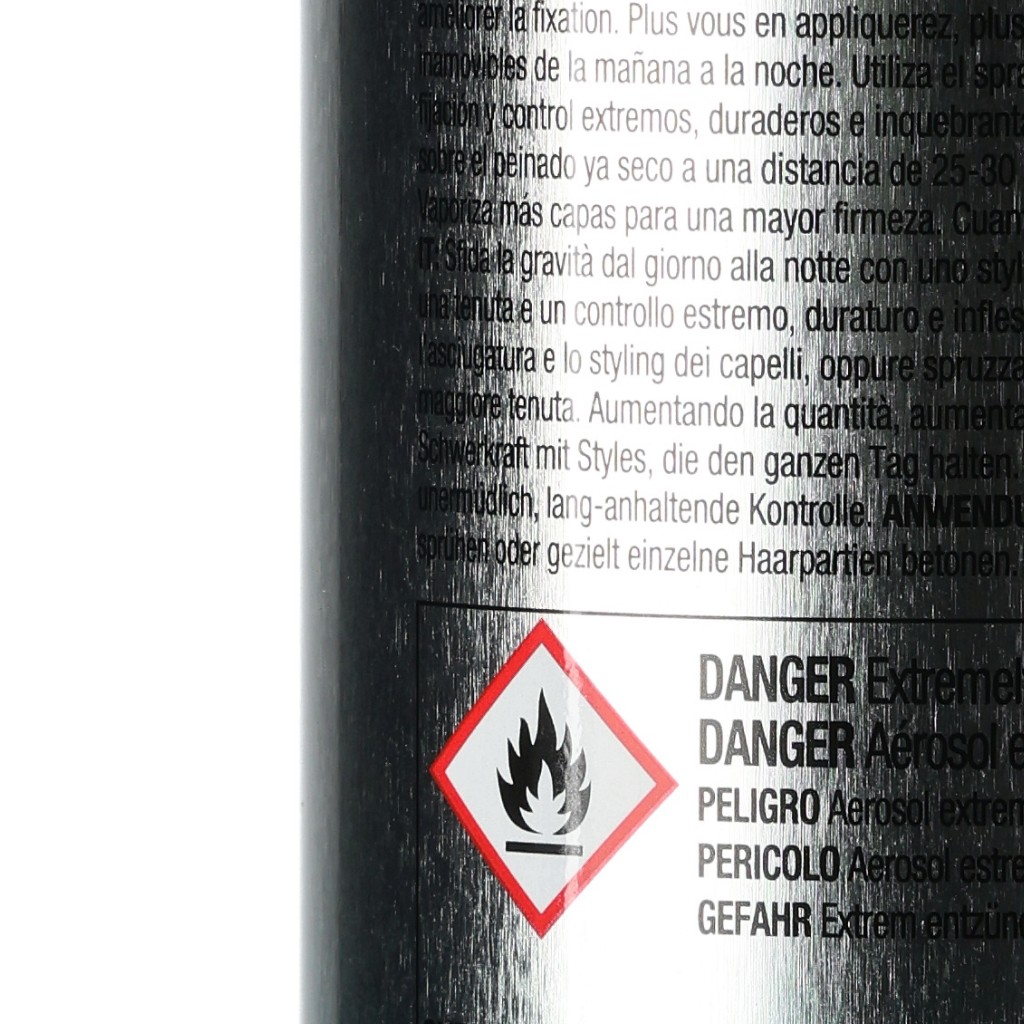 améliorer la fixation. Plus vous en appliquerez, plus
inamovibles de la mañana a la noche. Utiliza el spra
fijación y control extremos, duraderos e inquebranta
sobre el peinado ya seco a una distancia de 25-30
Vaporiza más capas para una mayor firmeza. Cuan
IT: Sfida la gravità dal giorno alla notte con uno styl
una tenuta e un controllo estremo, duraturo e infles
l'asciugatura e lo styling dei capelli, oppure spruzza
maggiore tenuta. Aumentando la quantità, aumenta
Schwerkraft mit Styles, die den ganzen Tag halten.
unermüdlich, lang-anhaltende Kontrolle. ANWENDU
sprühen oder gezielt einzelne Haarpartien betonen.
DANGER Extremel
DANGER Aérosol e
PELIGRO Aerosol extrem
PERICOLO Aerosol estre
GEFAHR Extrem entzün